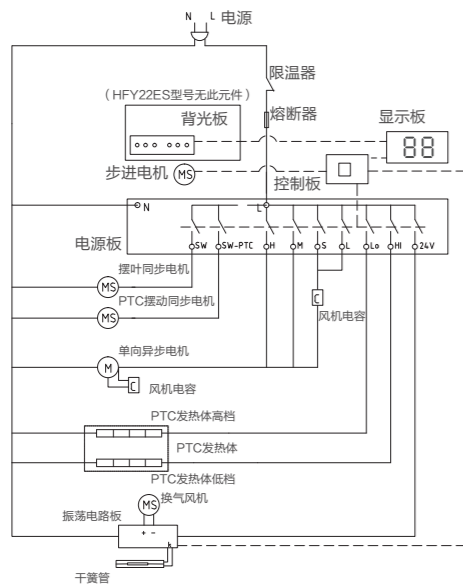 N L 电源
限温器
（HFY22ES型号无此元件）
熔断器
背光板
显示板
88
步进电机 MS
控制板
N L
电源板
SW SW-PTC H M S L Lo HI 24V
摆叶同步电机
MS
PTC摆动同步电机
MS
C
风机电容
单向异步电机
M
C 风机电容
PTC发热体高档
PTC发热体
PTC发热体低档
MS 换气风机
振荡电路板
+ -
干簧管